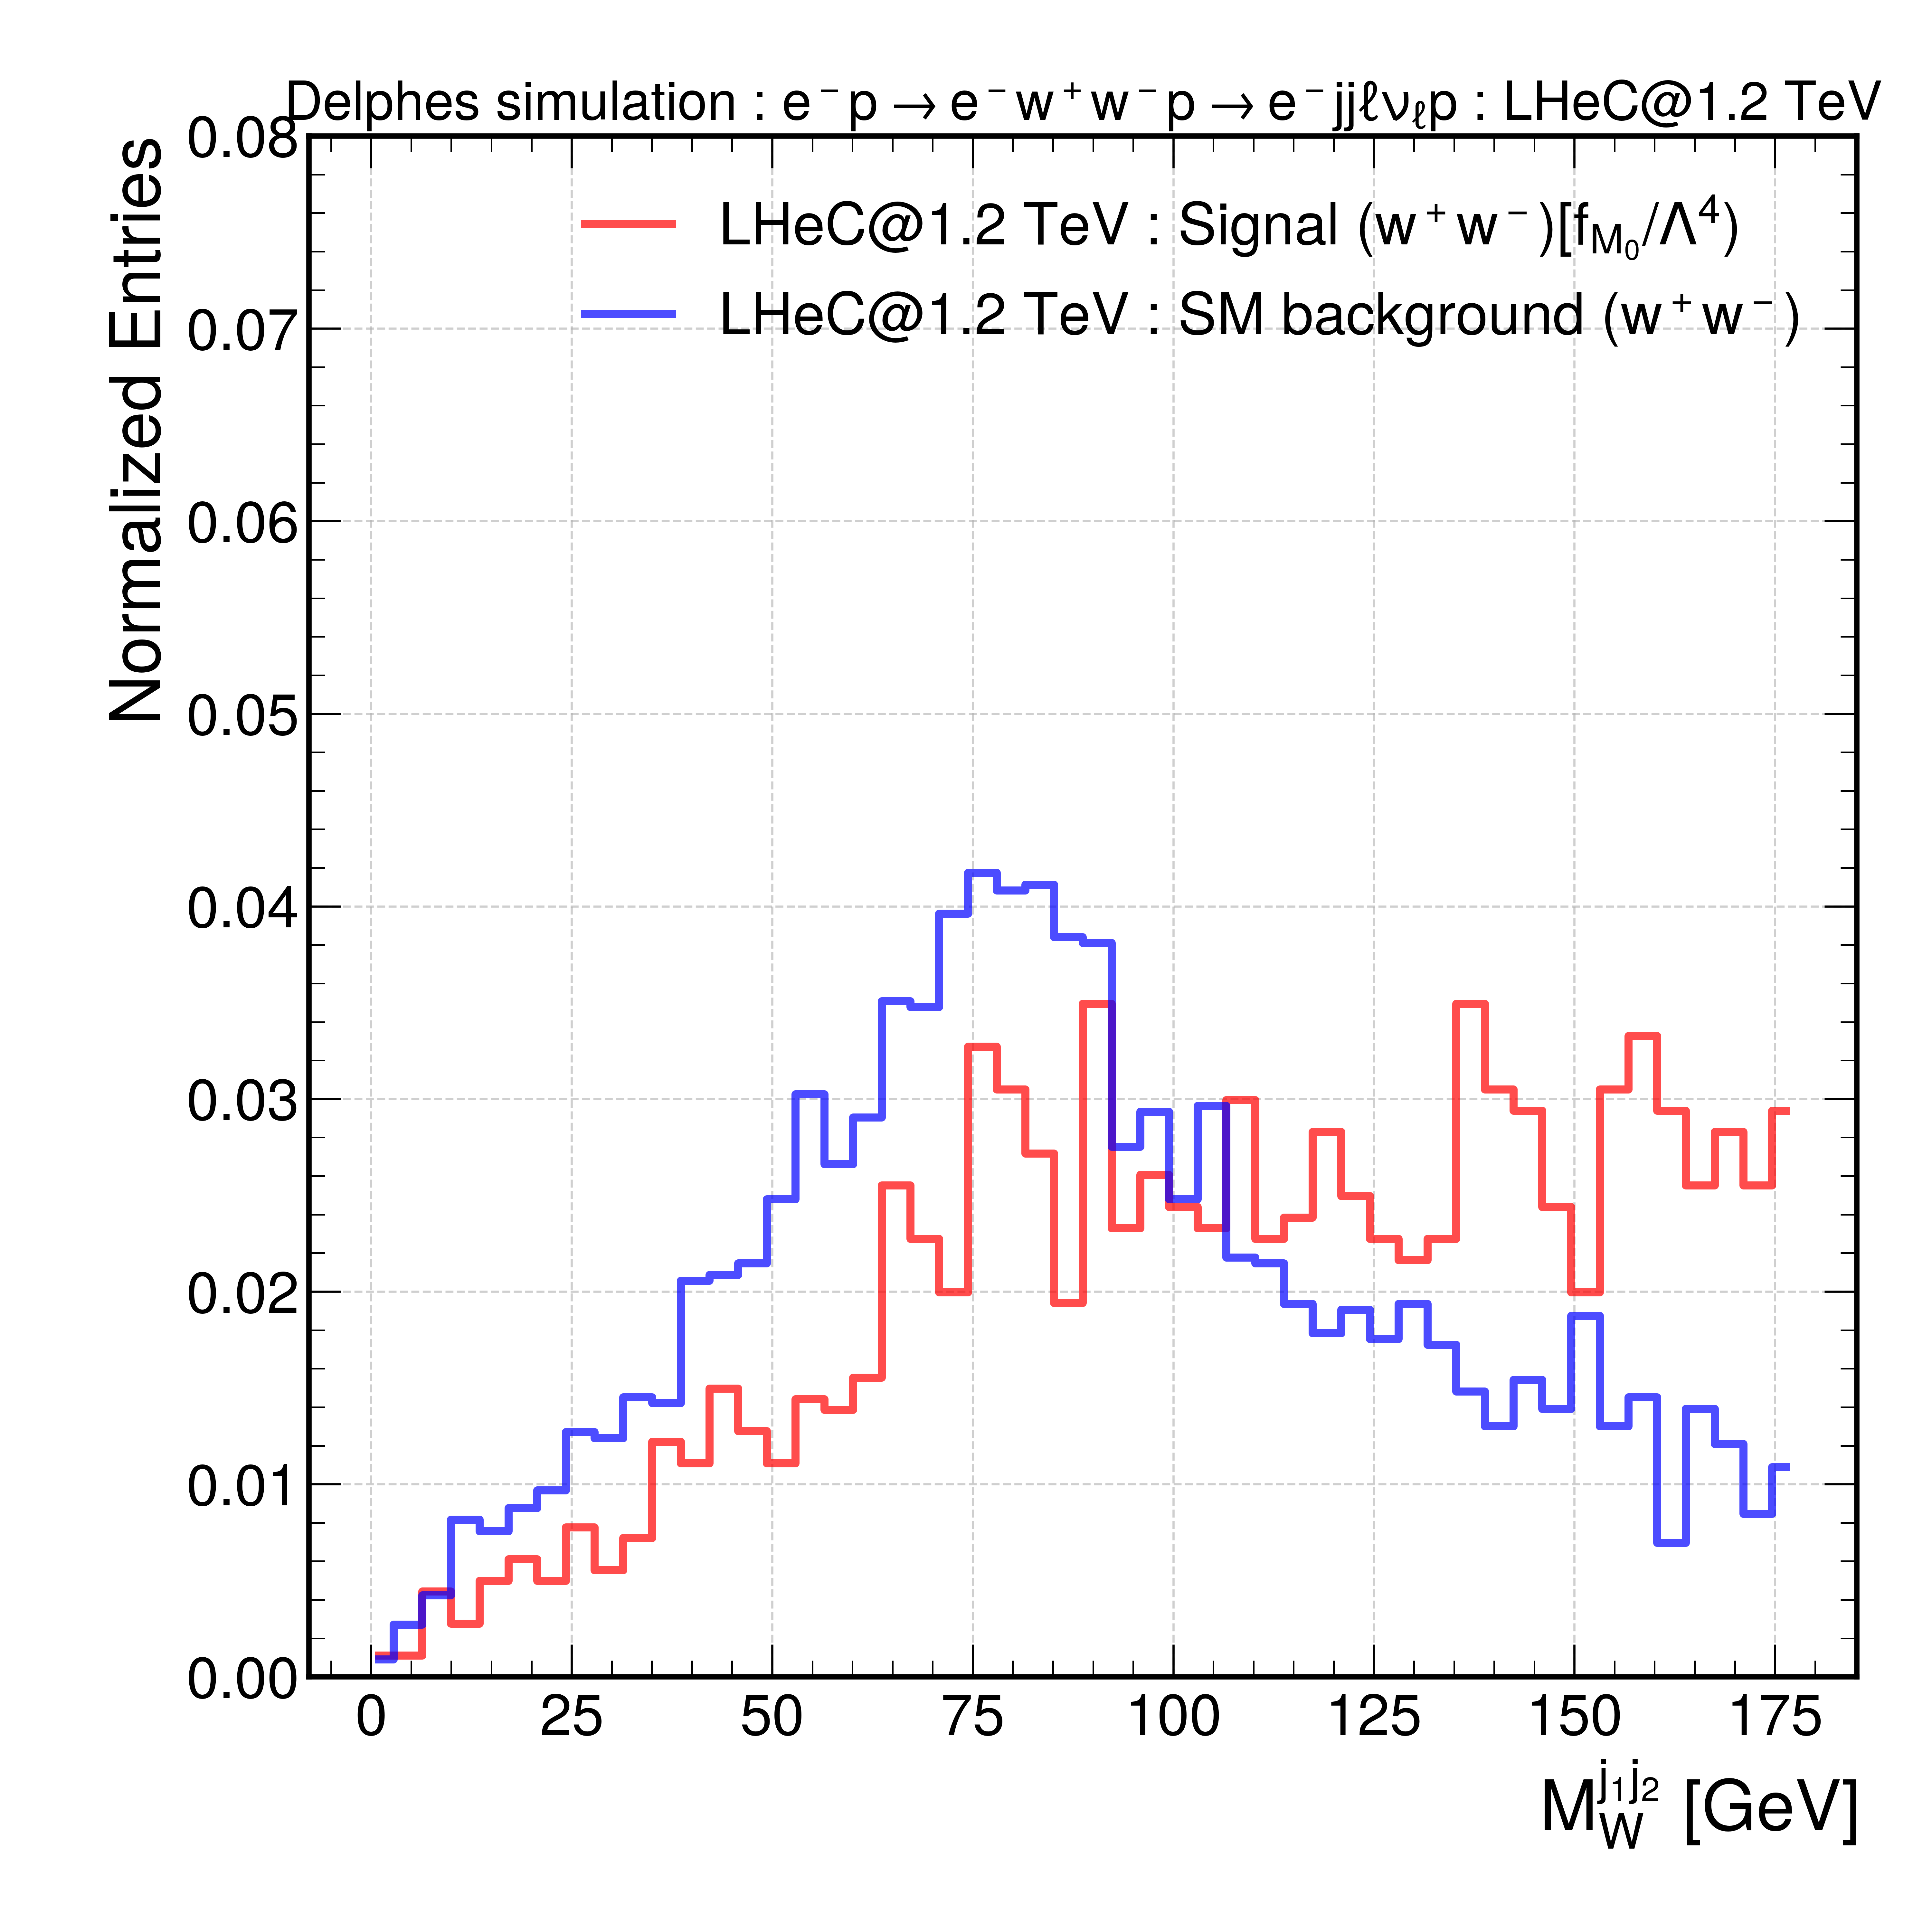 Delphes simulation : e⁻p → e⁻w⁺w⁻p → e⁻jjℓν_ℓp : LHeC@1.2 TeV
Normalized Entries
LHeC@1.2 TeV : Signal (w⁺w⁻)[f_M₀/Λ⁴)
LHeC@1.2 TeV : SM background (w⁺w⁻)
0.08
0.07
0.06
0.05
0.04
0.03
0.02
0.01
0.00
0 25 50 75 100 125 150 175
M_W^j₁j₂ [GeV]